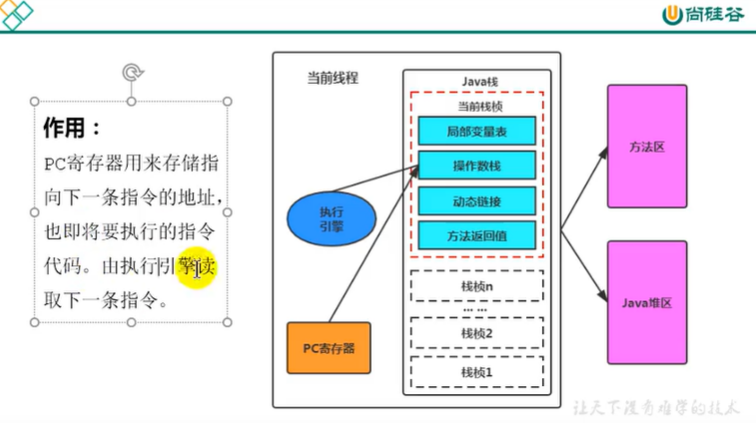 尚硅谷
作用：
PC寄存器用来存储指
向下一条指令的地址，
也即将要执行的指令
代码。由执行引擎读
取下一条指令。
当前线程
Java栈
当前栈桢
局部变量表
操作数栈
动态链接
方法返回值
栈桢n
... ...
栈桢2
栈桢1
执行
引擎
PC寄存器
方法区
Java堆区
让天下没有难学的技术